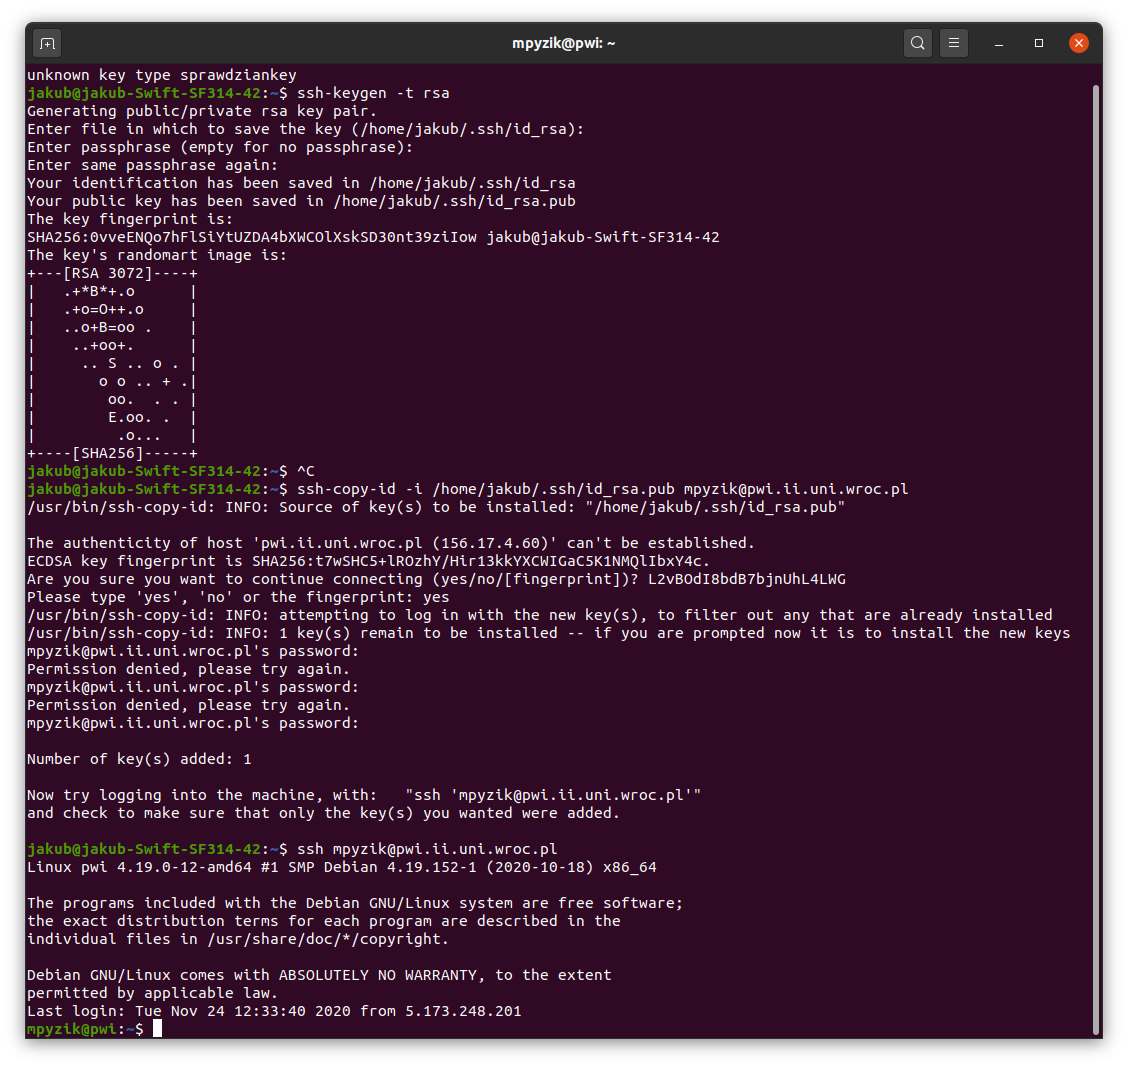 mpyzik@pwi: ~
unknown key type sprawdziankey
jakub@jakub-Swift-SF314-42:~$ ssh-keygen -t rsa
Generating public/private rsa key pair.
Enter file in which to save the key (/home/jakub/.ssh/id_rsa):
Enter passphrase (empty for no passphrase):
Enter same passphrase again:
Your identification has been saved in /home/jakub/.ssh/id_rsa
Your public key has been saved in /home/jakub/.ssh/id_rsa.pub
The key fingerprint is:
SHA256:0vveENQo7hFlSiYtUZDA4bXWCOlXskSD30nt39ziIow jakub@jakub-Swift-SF314-42
The key's randomart image is:
+---[RSA 3072]----+
|   .+*B*+.o      |
|   .+o=O++.o     |
|   ..o+B=oo .    |
|    ..+oo+.      |
|     .. S .. o . |
|       o o .. + .|
|        oo.  . . |
|        E.oo. .  |
|         .o...   |
+----[SHA256]-----+
jakub@jakub-Swift-SF314-42:~$ ^C
jakub@jakub-Swift-SF314-42:~$ ssh-copy-id -i /home/jakub/.ssh/id_rsa.pub mpyzik@pwi.ii.uni.wroc.pl
/usr/bin/ssh-copy-id: INFO: Source of key(s) to be installed: "/home/jakub/.ssh/id_rsa.pub"
The authenticity of host 'pwi.ii.uni.wroc.pl (156.17.4.60)' can't be established.
ECDSA key fingerprint is SHA256:t7wSHC5+lROzhY/Hir13kkYXCWIGaC5K1NMQlIbxY4c.
Are you sure you want to continue connecting (yes/no/[fingerprint])? L2vBOdI8bdB7bjnUhL4LWG
Please type 'yes', 'no' or the fingerprint: yes
/usr/bin/ssh-copy-id: INFO: attempting to log in with the new key(s), to filter out any that are already installed
/usr/bin/ssh-copy-id: INFO: 1 key(s) remain to be installed -- if you are prompted now it is to install the new keys
mpyzik@pwi.ii.uni.wroc.pl's password:
Permission denied, please try again.
mpyzik@pwi.ii.uni.wroc.pl's password:
Permission denied, please try again.
mpyzik@pwi.ii.uni.wroc.pl's password:
Number of key(s) added: 1
Now try logging into the machine, with:   "ssh 'mpyzik@pwi.ii.uni.wroc.pl'"
and check to make sure that only the key(s) you wanted were added.
jakub@jakub-Swift-SF314-42:~$ ssh mpyzik@pwi.ii.uni.wroc.pl
Linux pwi 4.19.0-12-amd64 #1 SMP Debian 4.19.152-1 (2020-10-18) x86_64
The programs included with the Debian GNU/Linux system are free software;
the exact distribution terms for each program are described in the
individual files in /usr/share/doc/*/copyright.
Debian GNU/Linux comes with ABSOLUTELY NO WARRANTY, to the extent
permitted by applicable law.
Last login: Tue Nov 24 12:33:40 2020 from 5.173.248.201
mpyzik@pwi:~$